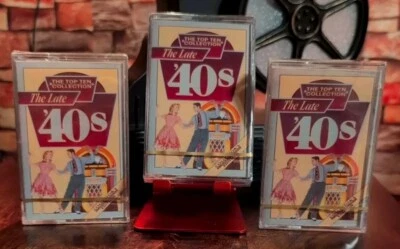 THE TOP TEN
COLLECTION
The Late
'40s
THE TOP TEN
COLLECTION
The Late
'40s
THE TOP TEN
COLLECTION
The Late
'40s